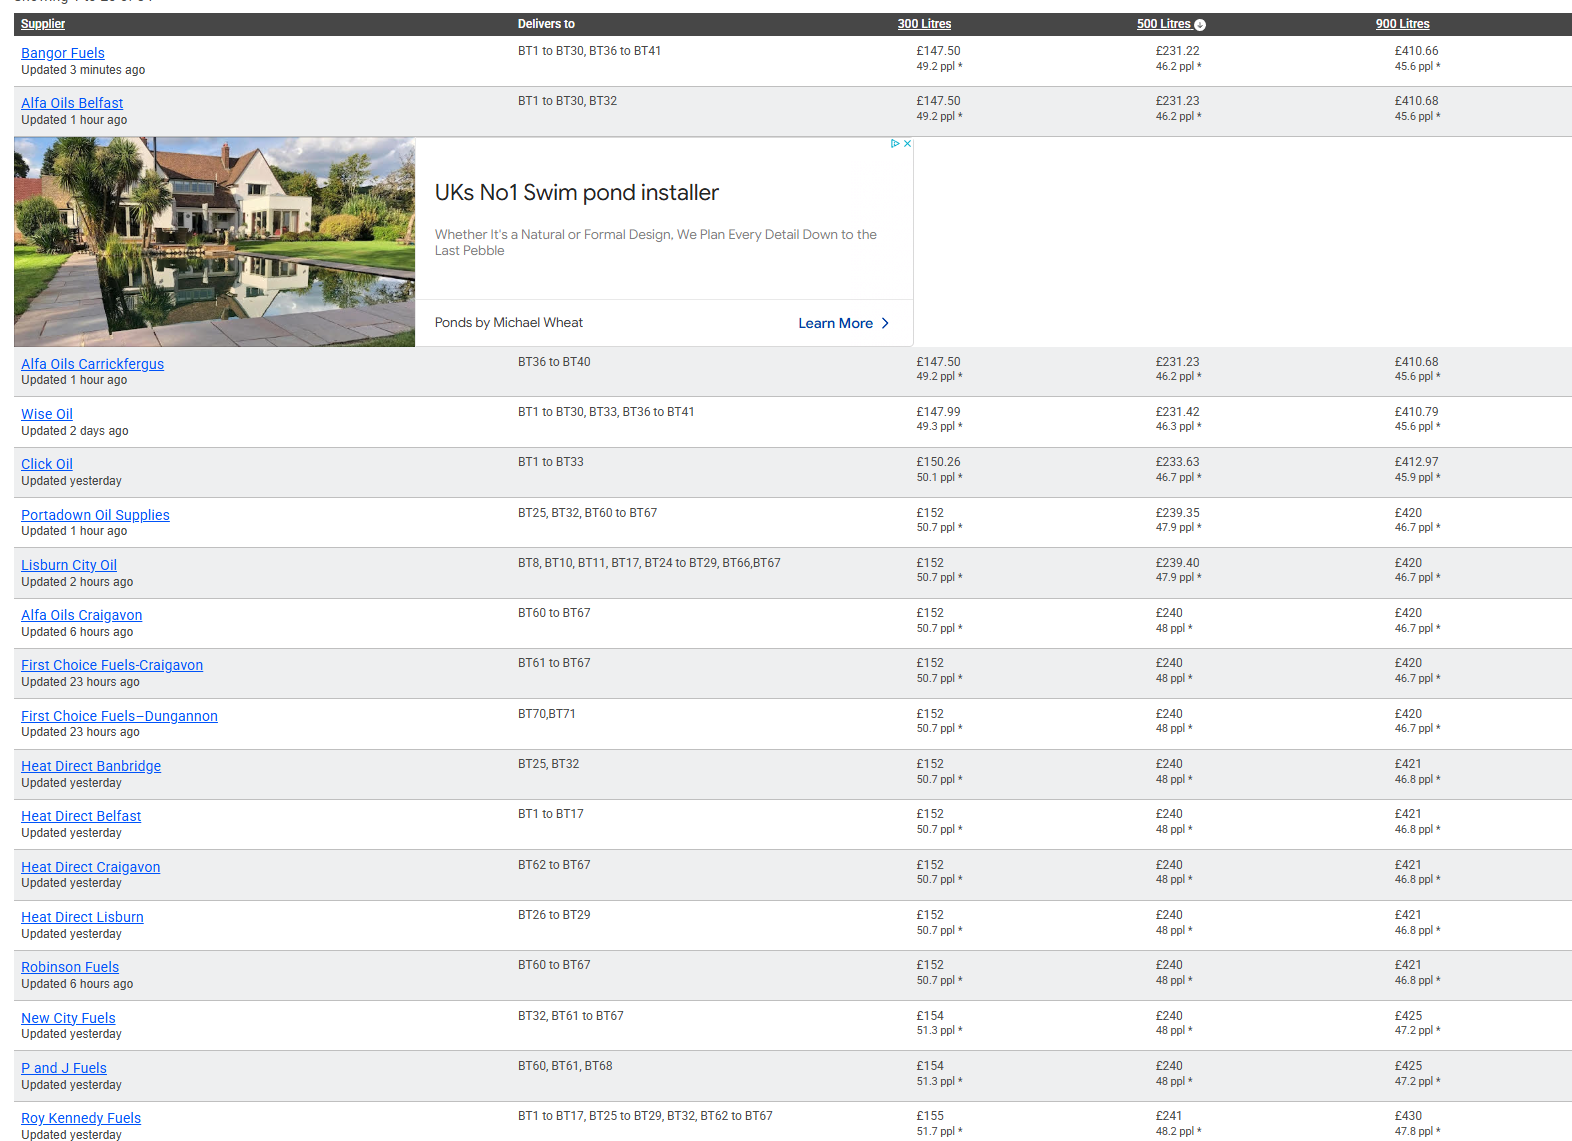 Supplier Delivers to 300 Litres 500 Litres 900 Litres
Bangor Fuels BT1 to BT30, BT36 to BT41 £147.50 £231.22 £410.66
Updated 3 minutes ago 49.2 ppl * 46.2 ppl * 45.6 ppl *
Alfa Oils Belfast BT1 to BT30, BT32 £147.50 £231.23 £410.68
Updated 1 hour ago 49.2 ppl * 46.2 ppl * 45.6 ppl *
UKs No1 Swim pond installer
Whether It's a Natural or Formal Design, We Plan Every Detail Down to the
Last Pebble
Ponds by Michael Wheat Learn More
Alfa Oils Carrickfergus BT36 to BT40 £147.50 £231.23 £410.68
Updated 1 hour ago 49.2 ppl * 46.2 ppl * 45.6 ppl *
Wise Oil BT1 to BT30, BT33, BT36 to BT41 £147.99 £231.42 £410.79
Updated 2 days ago 49.3 ppl * 46.3 ppl * 45.6 ppl *
Click Oil BT1 to BT33 £150.26 £233.63 £412.97
Updated yesterday 50.1 ppl * 46.7 ppl * 45.9 ppl *
Portadown Oil Supplies BT25, BT32, BT60 to BT67 £152 £239.35 £420
Updated 1 hour ago 50.7 ppl * 47.9 ppl * 46.7 ppl *
Lisburn City Oil BT8, BT10, BT11, BT17, BT24 to BT29, BT66,BT67 £152 £239.40 £420
Updated 2 hours ago 50.7 ppl * 47.9 ppl * 46.7 ppl *
Alfa Oils Craigavon BT60 to BT67 £152 £240 £420
Updated 6 hours ago 50.7 ppl * 48 ppl * 46.7 ppl *
First Choice Fuels-Craigavon BT61 to BT67 £152 £240 £420
Updated 23 hours ago 50.7 ppl * 48 ppl * 46.7 ppl *
First Choice Fuels–Dungannon BT70,BT71 £152 £240 £420
Updated 23 hours ago 50.7 ppl * 48 ppl * 46.7 ppl *
Heat Direct Banbridge BT25, BT32 £152 £240 £421
Updated yesterday 50.7 ppl * 48 ppl * 46.8 ppl *
Heat Direct Belfast BT1 to BT17 £152 £240 £421
Updated yesterday 50.7 ppl * 48 ppl * 46.8 ppl *
Heat Direct Craigavon BT62 to BT67 £152 £240 £421
Updated yesterday 50.7 ppl * 48 ppl * 46.8 ppl *
Heat Direct Lisburn BT26 to BT29 £152 £240 £421
Updated yesterday 50.7 ppl * 48 ppl * 46.8 ppl *
Robinson Fuels BT60 to BT67 £152 £240 £421
Updated 6 hours ago 50.7 ppl * 48 ppl * 46.8 ppl *
New City Fuels BT32, BT61 to BT67 £154 £240 £425
Updated yesterday 51.3 ppl * 48 ppl * 47.2 ppl *
P and J Fuels BT60, BT61, BT68 £154 £240 £425
Updated yesterday 51.3 ppl * 48 ppl * 47.2 ppl *
Roy Kennedy Fuels BT1 to BT17, BT25 to BT29, BT32, BT62 to BT67 £155 £241 £430
Updated yesterday 51.7 ppl * 48.2 ppl * 47.8 ppl *